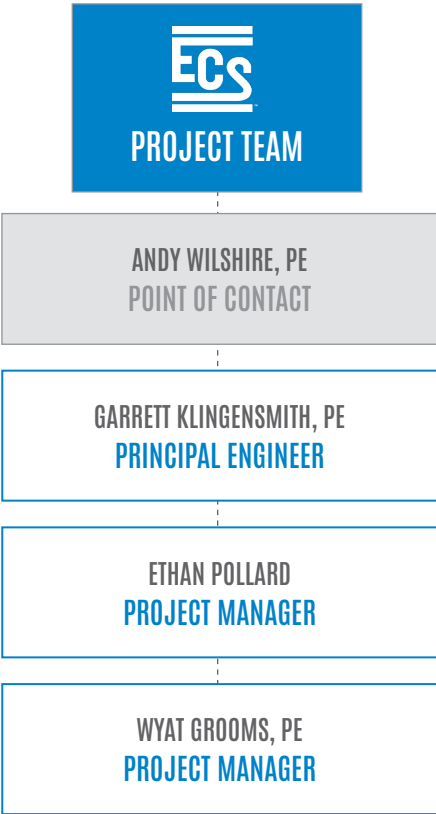 ECS
PROJECT TEAM
ANDY WILSHIRE, PE
POINT OF CONTACT
GARRETT KLINGENSMITH, PE
PRINCIPAL ENGINEER
ETHAN POLLARD
PROJECT MANAGER
WYAT GROOMS, PE
PROJECT MANAGER